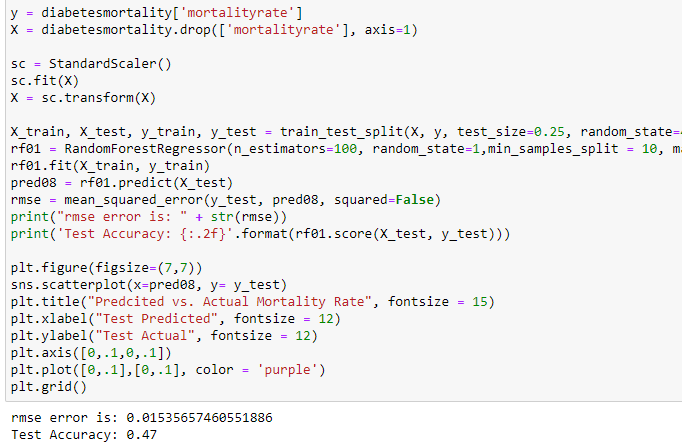 y = diabetesmortality['mortalityrate']
X = diabetesmortality.drop(['mortalityrate'], axis=1)
sc = StandardScaler()
sc.fit(X)
X = sc.transform(X)
X_train, X_test, y_train, y_test = train_test_split(X, y, test_size=0.25, random_state=
rf01 = RandomForestRegressor(n_estimators=100, random_state=1,min_samples_split = 10, ma
rf01.fit(X_train, y_train)
pred08 = rf01.predict(X_test)
rmse = mean_squared_error(y_test, pred08, squared=False)
print("rmse error is: " + str(rmse))
print('Test Accuracy: {:.2f}'.format(rf01.score(X_test, y_test)))
plt.figure(figsize=(7,7))
sns.scatterplot(x=pred08, y= y_test)
plt.title("Predcited vs. Actual Mortality Rate", fontsize = 15)
plt.xlabel("Test Predicted", fontsize = 12)
plt.ylabel("Test Actual", fontsize = 12)
plt.axis([0,.1,0,.1])
plt.plot([0,.1],[0,.1], color = 'purple')
plt.grid()
rmse error is: 0.01535657460551886
Test Accuracy: 0.47